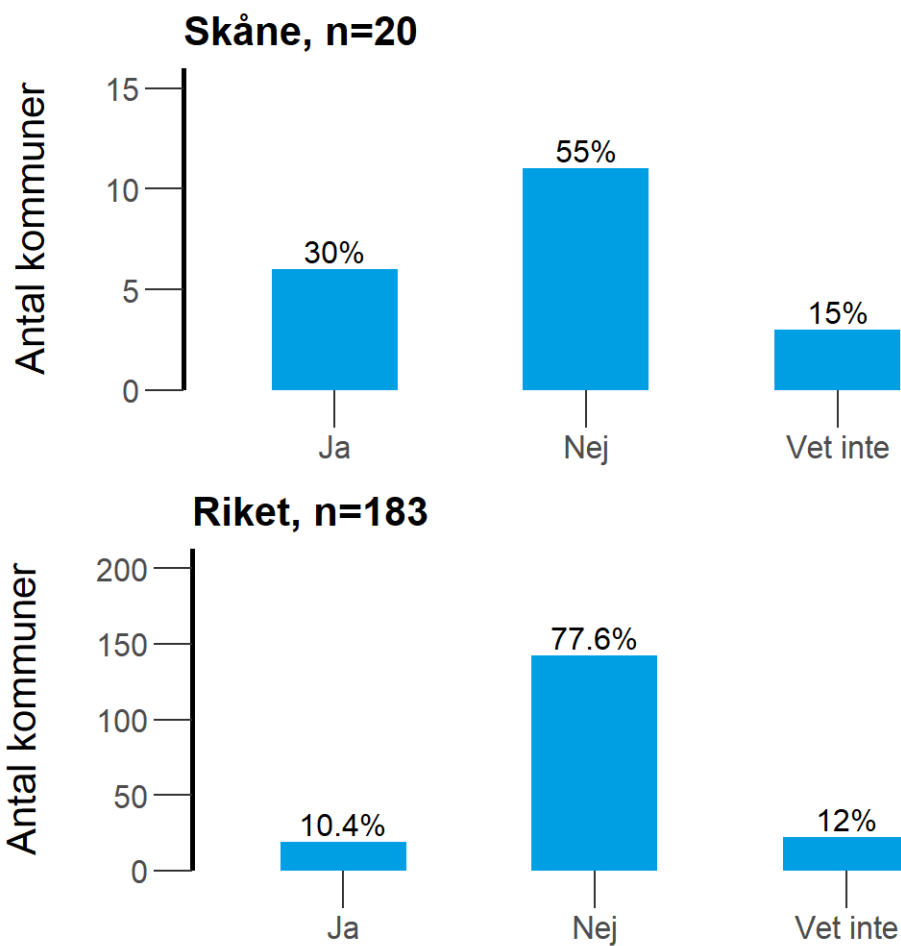 Skåne, n=20
Antal kommuner
15
10
5
0
30%
55%
15%
Ja
Nej
Vet inte
Riket, n=183
Antal kommuner
200
150
100
50
0
10.4%
77.6%
12%
Ja
Nej
Vet inte